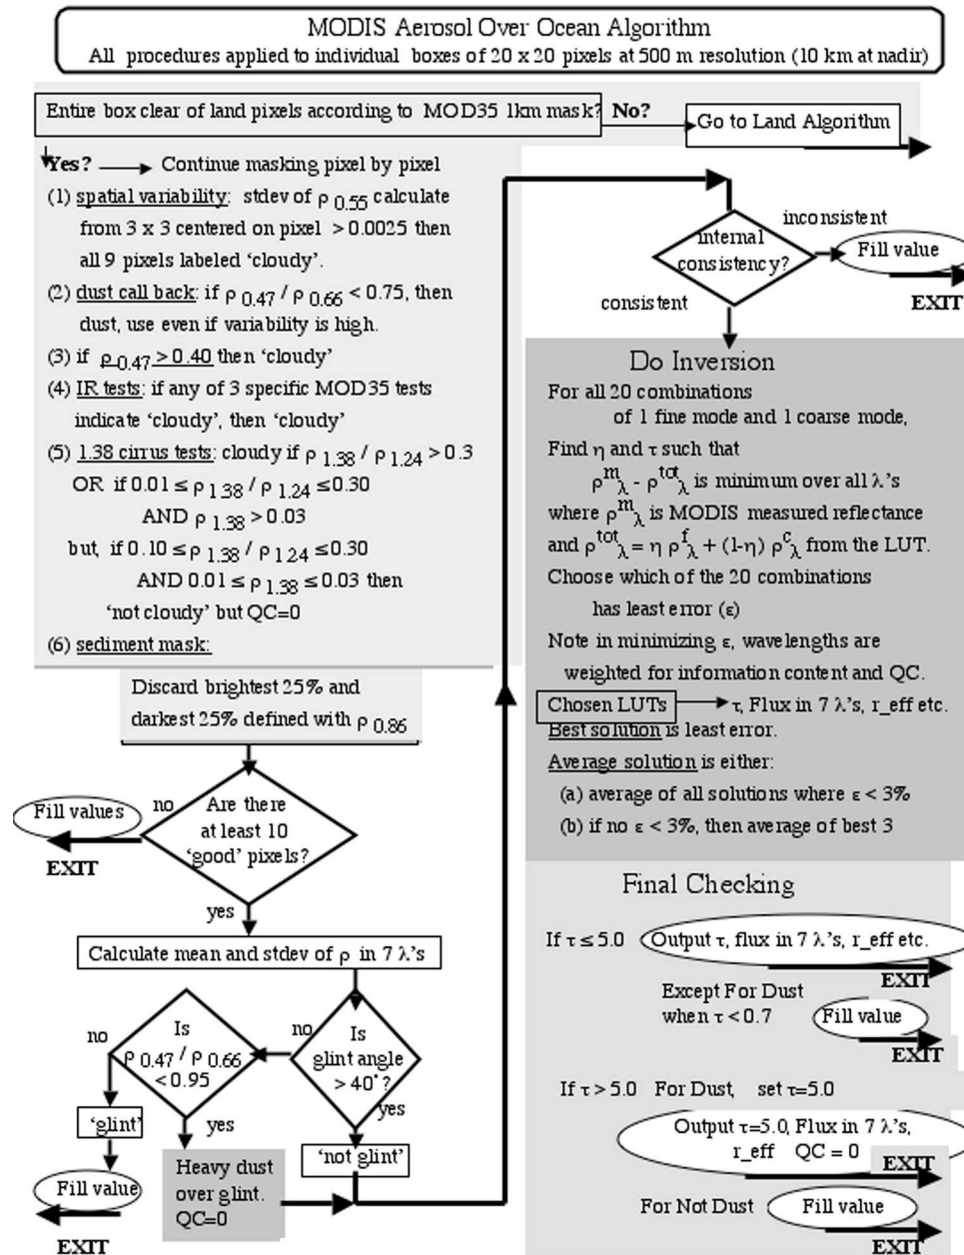 MODIS Aerosol Over Ocean Algorithm
All procedures applied to individual boxes of 20 x 20 pixels at 500 m resolution (10 km at nadir)
Entire box clear of land pixels according to MOD35 1km mask? No?
Go to Land Algorithm
Yes? Continue masking pixel by pixel
(1) spatial variability: stdev of ρ 0.55 calculate
from 3 x 3 centered on pixel > 0.0025 then
all 9 pixels labeled ‘cloudy’.
(2) dust call back: if ρ 0.47 / ρ 0.66 < 0.75, then
dust, use even if variability is high.
(3) if ρ 0.47 > 0.40 then ‘cloudy’
(4) IR tests: if any of 3 specific MOD35 tests
indicate ‘cloudy’, then ‘cloudy’
(5) 1.38 cirrus tests: cloudy if ρ 1.38 / ρ 1.24 > 0.3
OR if 0.01 ≤ ρ 1.38 / ρ 1.24 ≤0.30
AND ρ 1.38 > 0.03
but, if 0.10 ≤ ρ 1.38 / ρ 1.24 ≤0.30
AND 0.01 ≤ ρ 1.38 ≤ 0.03 then
‘not cloudy’ but QC=0
(6) sediment mask:
Discard brightest 25% and
darkest 25% defined with ρ 0.86
Are there
at least 10
‘good’ pixels?
no
Fill values
EXIT
yes
Calculate mean and stdev of ρ in 7 λ’s
Is
glint angle
> 40˚?
no
yes
Is
ρ 0.47 / ρ 0.66
< 0.95
no
yes
‘glint’
Fill value
EXIT
Heavy dust
over glint.
QC=0
‘not glint’
internal
consistency?
inconsistent
Fill value
EXIT
consistent
Do Inversion
For all 20 combinations
of 1 fine mode and 1 coarse mode,
Find η and τ such that
ρ^m_λ - ρ^tot_λ is minimum over all λ’s
where ρ^m_λ is MODIS measured reflectance
and ρ^tot_λ = η ρ^f_λ + (1-η) ρ^c_λ from the LUT.
Choose which of the 20 combinations
has least error (ε)
Note in minimizing ε, wavelengths are
weighted for information content and QC.
Chosen LUTs τ, Flux in 7 λ’s, r_eff etc.
Best solution is least error.
Average solution is either:
(a) average of all solutions where ε < 3%
(b) if no ε < 3%, then average of best 3
Final Checking
If τ ≤ 5.0 Output τ, flux in 7 λ’s, r_eff etc.
EXIT
Except For Dust
when τ < 0.7
Fill value
EXIT
If τ > 5.0 For Dust, set τ=5.0
Output τ=5.0, Flux in 7 λ’s,
r_eff QC = 0
EXIT
For Not Dust Fill value
EXIT